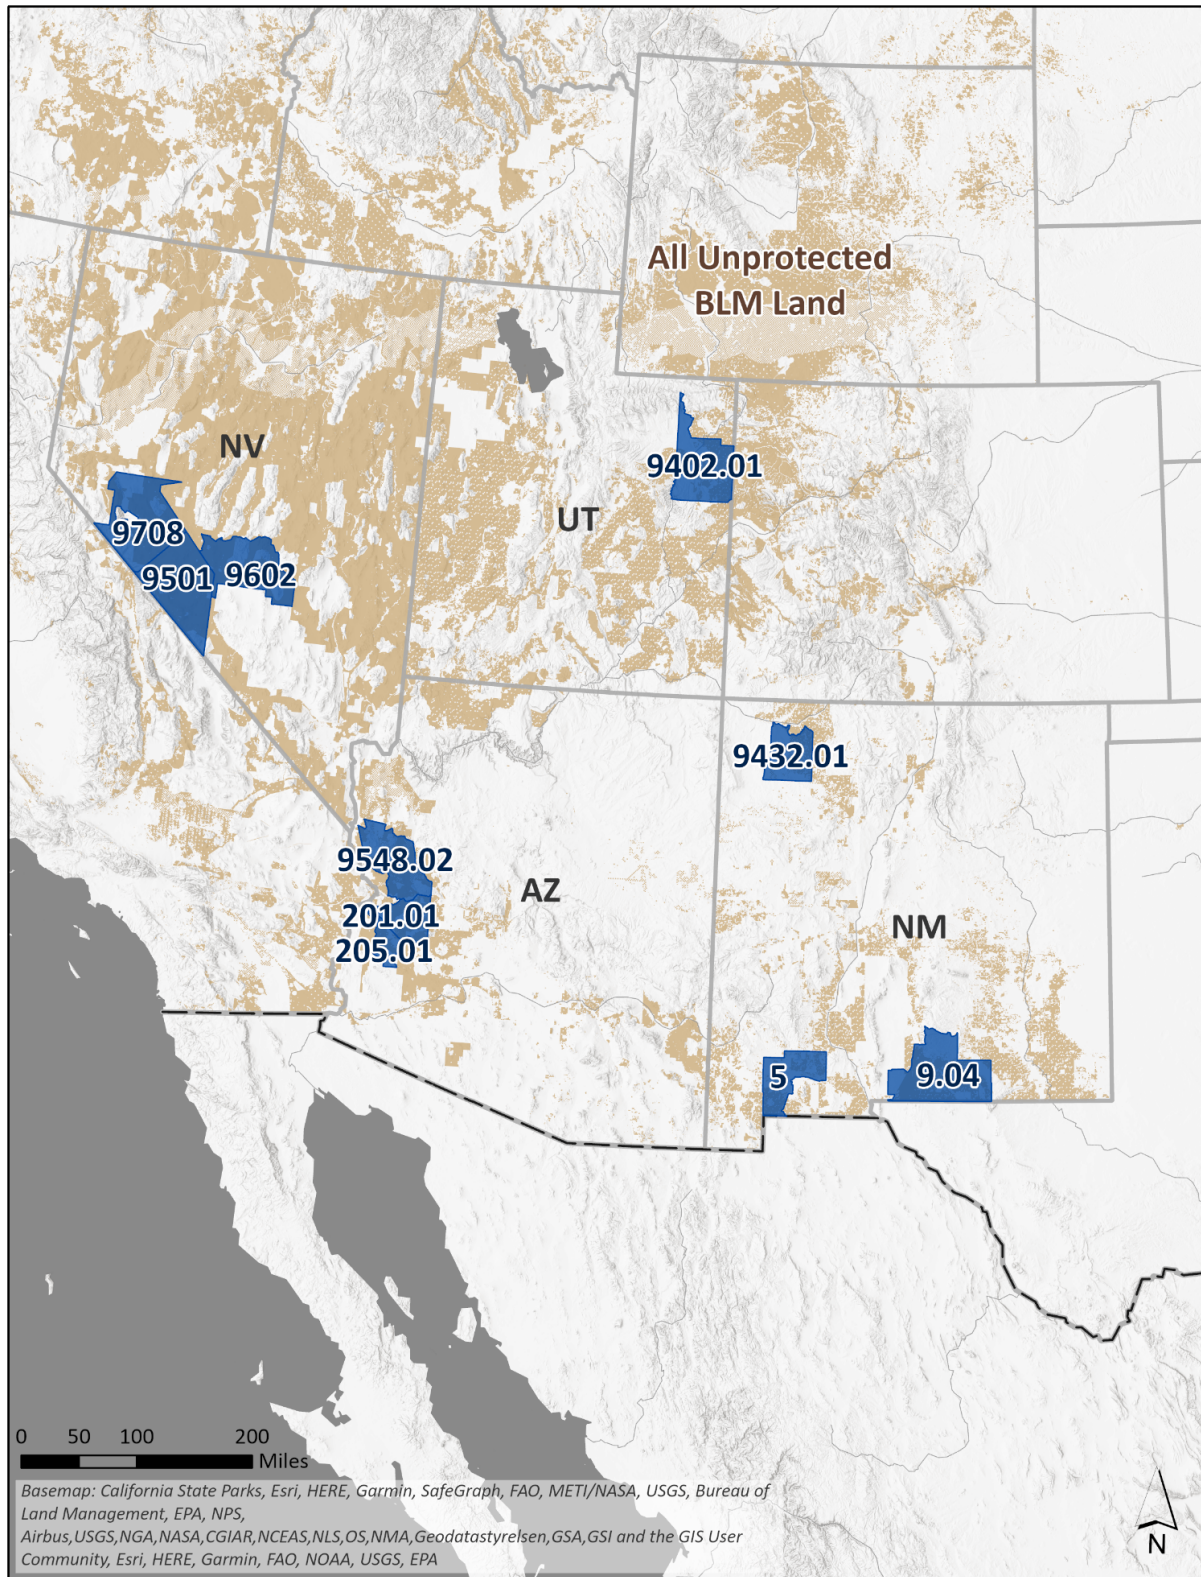 All Unprotected
BLM Land
NV
9402.01
UT
9708
9501
9602
9432.01
9548.02
AZ
201.01
NM
205.01
5
9.04
0 50 100 200
Miles
Basemap: California State Parks, Esri, HERE, Garmin, SafeGraph, FAO, METI/NASA, USGS, Bureau of
Land Management, EPA, NPS,
Airbus,USGS,NGA,NASA,CGIAR,NCEAS,NLS,OS,NMA,Geodatastyrelsen,GSA,GSI and the GIS User
Community, Esri, HERE, Garmin, FAO, NOAA, USGS, EPA
N